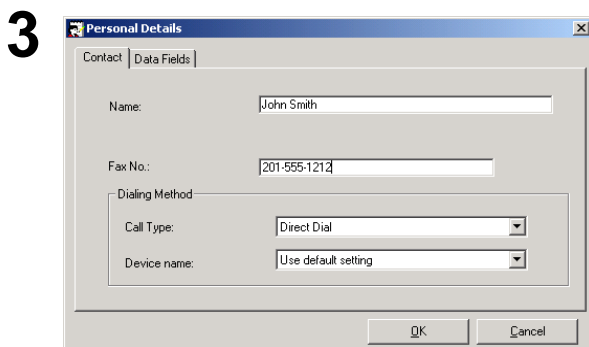 3
Personal Details
Contact Data Fields
Name: John Smith
Fax No.: 201-555-1212
Dialing Method
Call Type: Direct Dial
Device name: Use default setting
OK Cancel